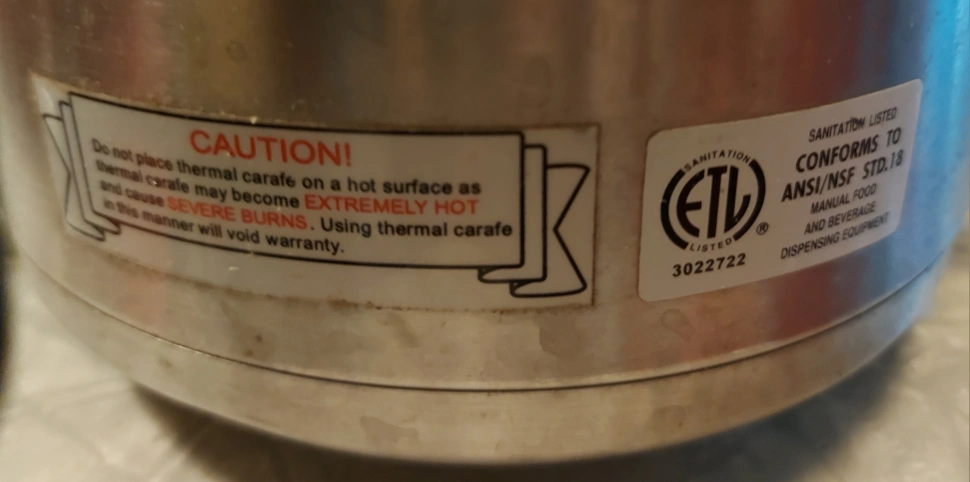 CAUTION!
Do not place thermal carafe on a hot surface as
thermal carafe may become EXTREMELY HOT
and cause SEVERE BURNS. Using thermal carafe
in this manner will void warranty.
SANITATION
ETL
LISTED
®
3022722
SANITATION LISTED
CONFORMS TO
ANSI/NSF STD.18
MANUAL FOOD
AND BEVERAGE
DISPENSING EQUIPMENT